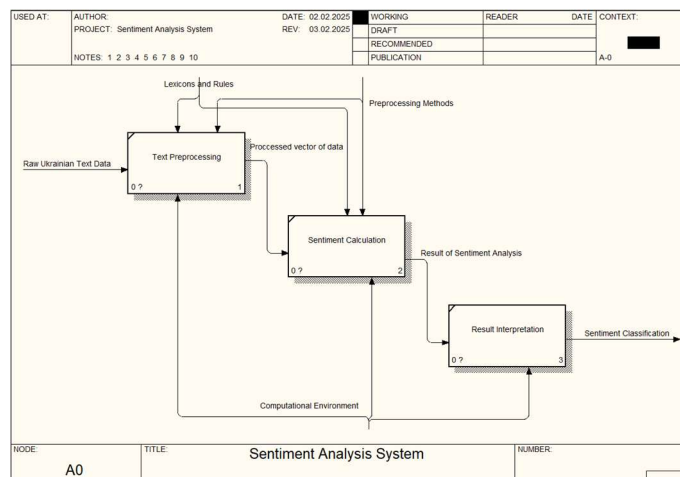 USED AT: AUTHOR: DATE: 02.02.2025 WORKING READER DATE CONTEXT:
PROJECT: Sentiment Analysis System REV: 03.02.2025 DRAFT
RECOMMENDED
NOTES: 1 2 3 4 5 6 7 8 9 10 PUBLICATION A-0
Lexicons and Rules
Preprocessing Methods
Raw Ukrainian Text Data
Text Preprocessing
0 ? 1
Proccessed vector of data
Sentiment Calculation
0 ? 2
Result of Sentiment Analysis
Result Interpretation
0 ? 3
Sentiment Classification
Computational Environment
NODE: TITLE: NUMBER:
A0 Sentiment Analysis System